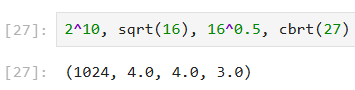 [27]: 2^10, sqrt(16), 16^0.5, cbrt(27)
[27]: (1024, 4.0, 4.0, 3.0)